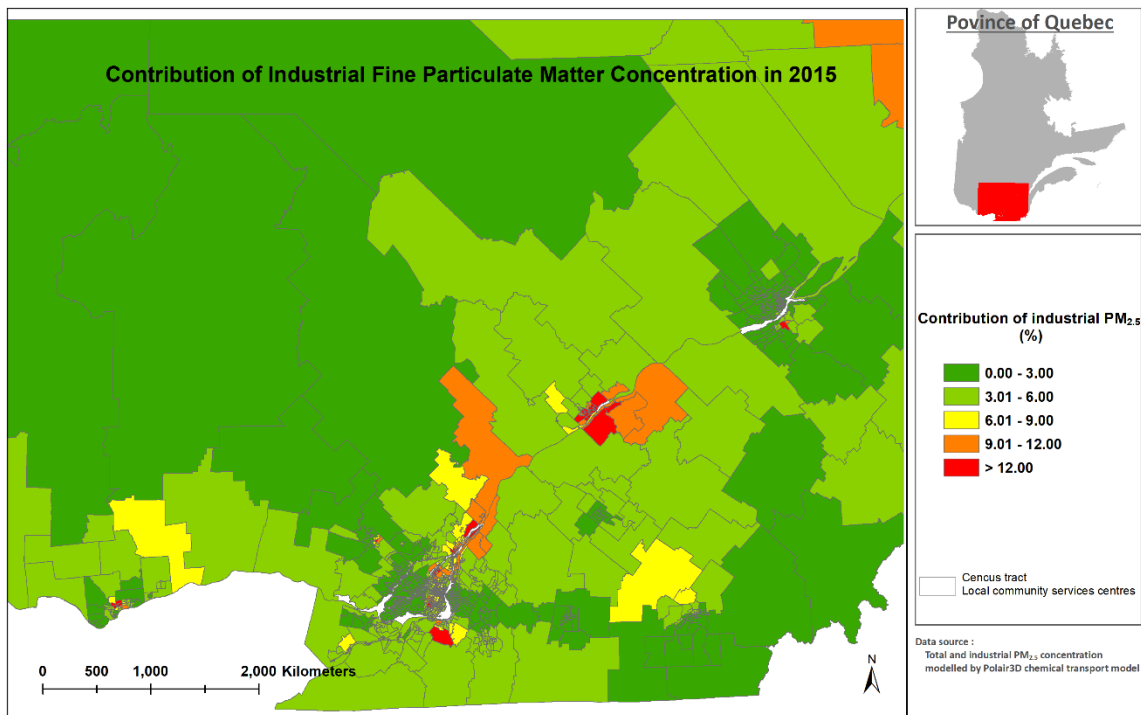 Contribution of Industrial Fine Particulate Matter Concentration in 2015
0 500 1,000 2,000 Kilometers
N
Povince of Quebec
Contribution of industrial PM2.5
(%)
0.00 - 3.00
3.01 - 6.00
6.01 - 9.00
9.01 - 12.00
> 12.00
Cencus tract
Local community services centres
Data source :
Total and industrial PM2.5 concentration
modelled by Polair3D chemical transport model